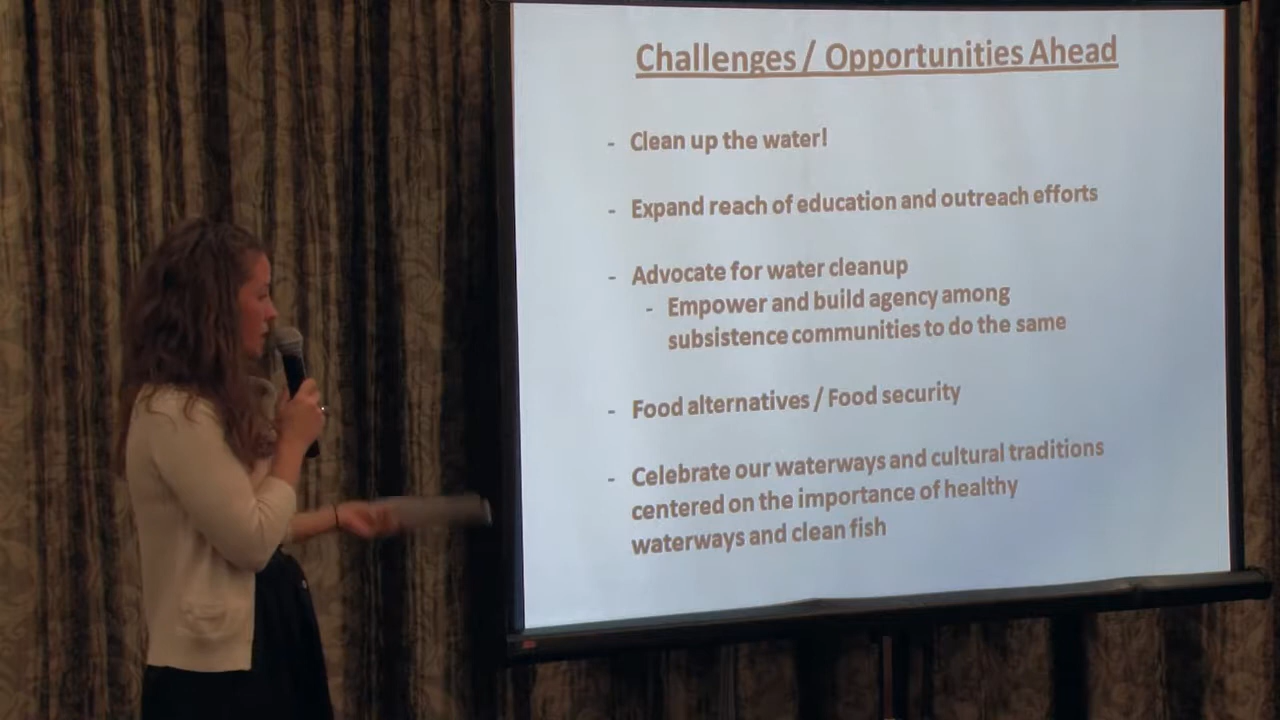 Challenges / Opportunities Ahead
- Clean up the water!
- Expand reach of education and outreach efforts
- Advocate for water cleanup
- Empower and build agency among
subsistence communities to do the same
- Food alternatives / Food security
- Celebrate our waterways and cultural traditions
centered on the importance of healthy
waterways and clean fish